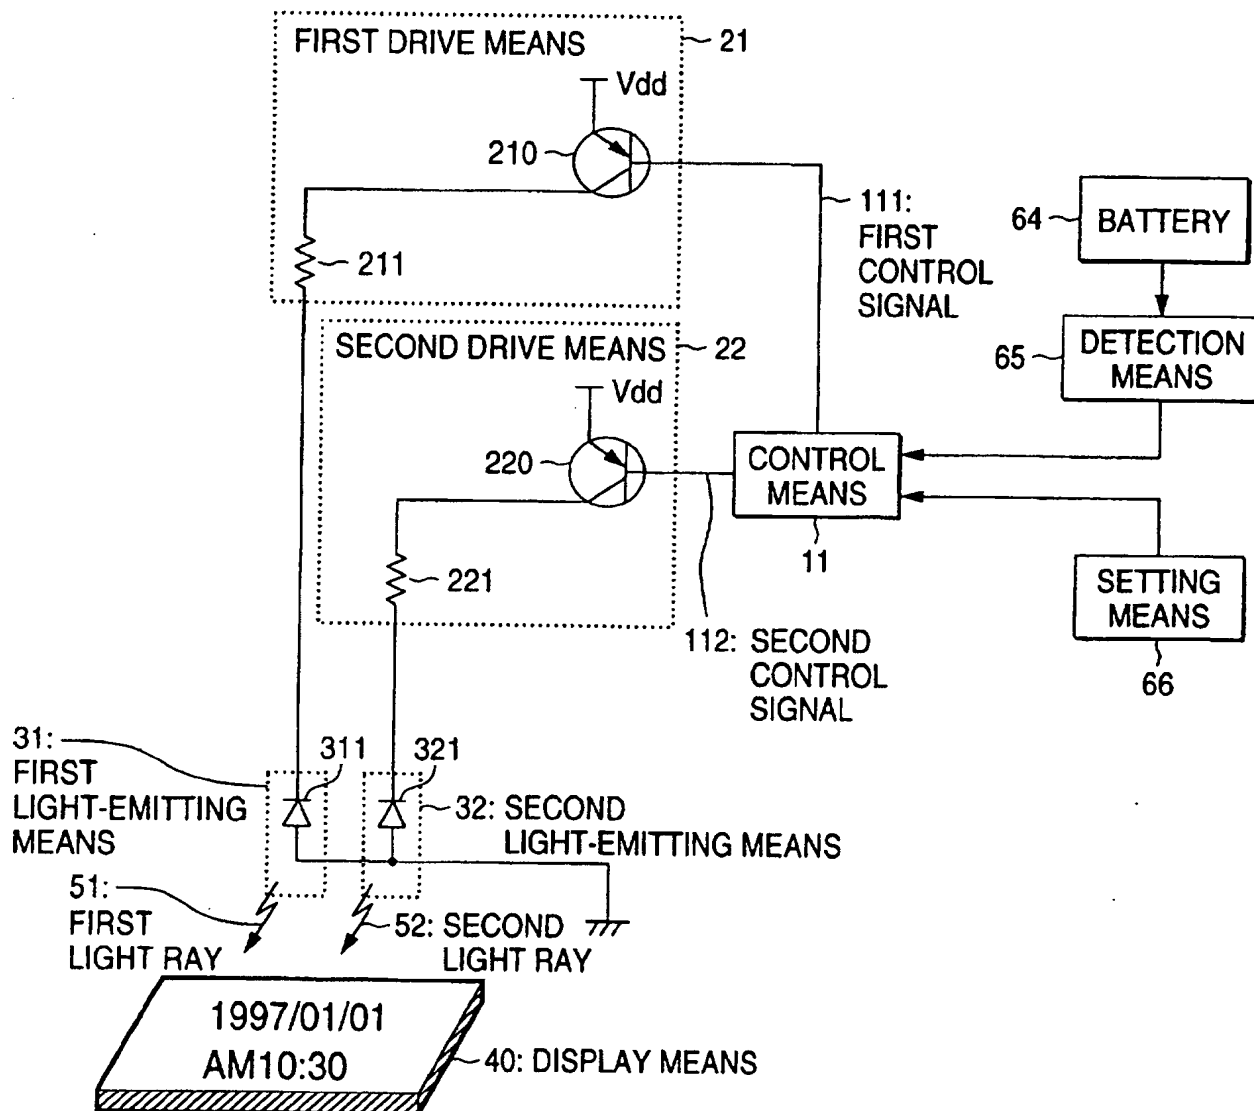 FIRST DRIVE MEANS
21
Vdd
210
211
111:
FIRST
CONTROL
SIGNAL
64
BATTERY
65
DETECTION
MEANS
SECOND DRIVE MEANS
22
Vdd
220
221
CONTROL
MEANS
11
112: SECOND
CONTROL
SIGNAL
SETTING
MEANS
66
31:
FIRST
LIGHT-EMITTING
MEANS
311
321
32: SECOND
LIGHT-EMITTING MEANS
51:
FIRST
LIGHT RAY
52: SECOND
LIGHT RAY
1997/01/01
AM10:30
40: DISPLAY MEANS